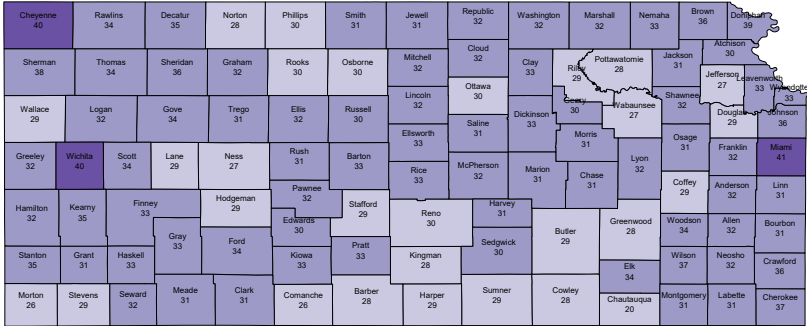 Cheyenne
40
Rawlins
34
Decatur
35
Norton
28
Phillips
30
Smith
31
Jewell
31
Republic
32
Washington
32
Marshall
32
Nemaha
33
Brown
36
Doniphan
39
Sherman
38
Thomas
34
Sheridan
36
Graham
32
Rooks
30
Osborne
30
Mitchell
32
Cloud
32
Clay
33
Riley
29
Pottawatomie
28
Jackson
31
Atchison
30
Jefferson
27
Leavenworth
33
Wyandotte
33
Wallace
29
Logan
32
Gove
34
Trego
31
Ellis
32
Russell
30
Lincoln
32
Ottawa
30
Saline
31
Dickinson
33
Geary
30
Wabaunsee
27
Shawnee
32
Douglas
29
Johnson
36
Greeley
32
Wichita
40
Scott
34
Lane
29
Ness
27
Rush
31
Barton
33
Ellsworth
33
Rice
33
McPherson
32
Marion
31
Morris
31
Chase
31
Lyon
32
Osage
31
Franklin
32
Miami
41
Hamilton
32
Kearny
35
Finney
33
Hodgeman
29
Pawnee
32
Edwards
30
Stafford
29
Reno
30
Harvey
31
Sedgwick
30
Butler
29
Greenwood
28
Coffey
29
Anderson
32
Linn
31
Woodson
34
Allen
32
Bourbon
31
Stanton
35
Grant
31
Haskell
33
Gray
33
Ford
34
Kiowa
33
Pratt
33
Kingman
28
Elk
34
Wilson
37
Neosho
32
Crawford
36
Morton
26
Stevens
29
Seward
32
Meade
31
Clark
31
Comanche
26
Barber
28
Harper
29
Sumner
29
Cowley
28
Chautauqua
20
Montgomery
31
Labette
31
Cherokee
37